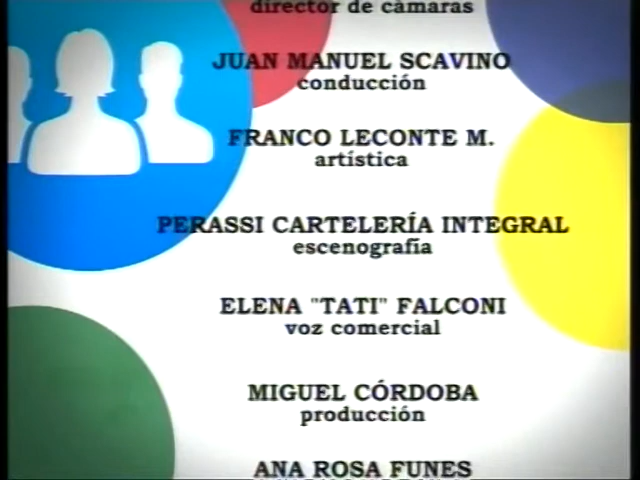 director de cámaras
JUAN MANUEL SCAVINO
conducción
FRANCO LECONTE M.
artística
PERASSI CARTELERÍA INTEGRAL
escenografía
ELENA "TATI" FALCONI
voz comercial
MIGUEL CÓRDOBA
producción
ANA ROSA FUNES